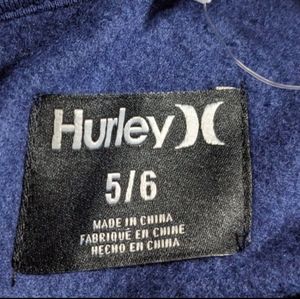 Hurley
5/6
MADE IN CHINA
FABRIQUÉ EN CHINE
HECHO EN CHINA